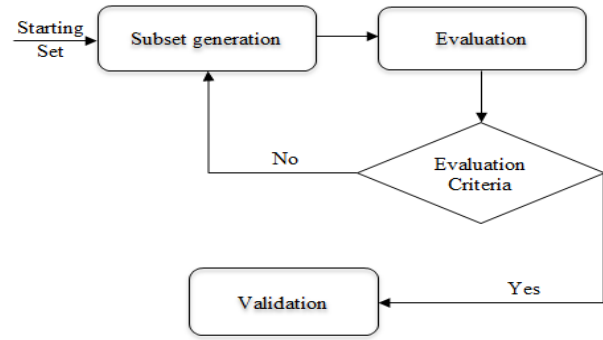 Starting
Set
Subset generation
Evaluation
No
Evaluation
Criteria
Yes
Validation